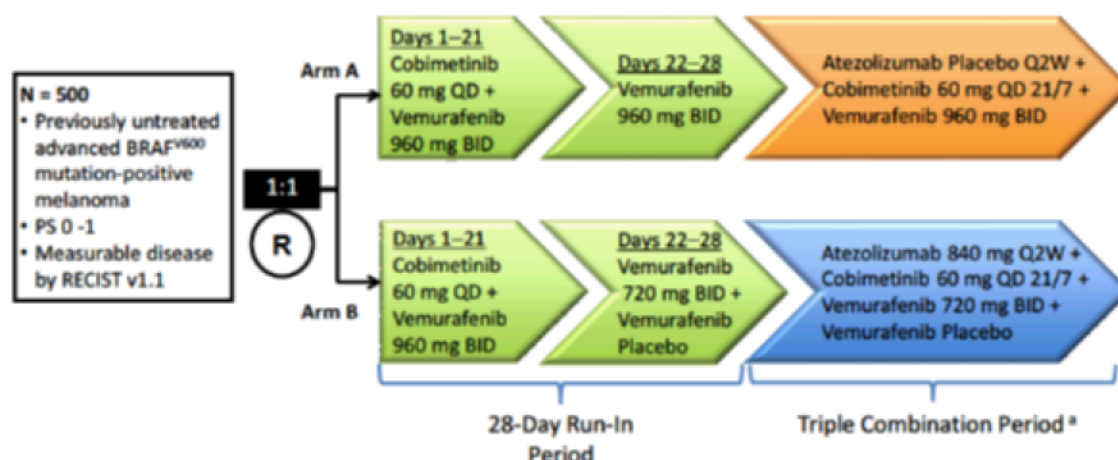 N = 500
• Previously untreated
advanced BRAFV600
mutation-positive
melanoma
• PS 0 -1
• Measurable disease
by RECIST v1.1
1:1
R
Arm A
Days 1–21
Cobimetinib
60 mg QD +
Vemurafenib
960 mg BID
Days 22–28
Vemurafenib
960 mg BID
Atezolizumab Placebo Q2W +
Cobimetinib 60 mg QD 21/7 +
Vemurafenib 960 mg BID
Arm B
Days 1–21
Cobimetinib
60 mg QD +
Vemurafenib
960 mg BID
Days 22–28
Vemurafenib
720 mg BID +
Vemurafenib
Placebo
Atezolizumab 840 mg Q2W +
Cobimetinib 60 mg QD 21/7 +
Vemurafenib 720 mg BID +
Vemurafenib Placebo
28-Day Run-In
Period
Triple Combination Period a